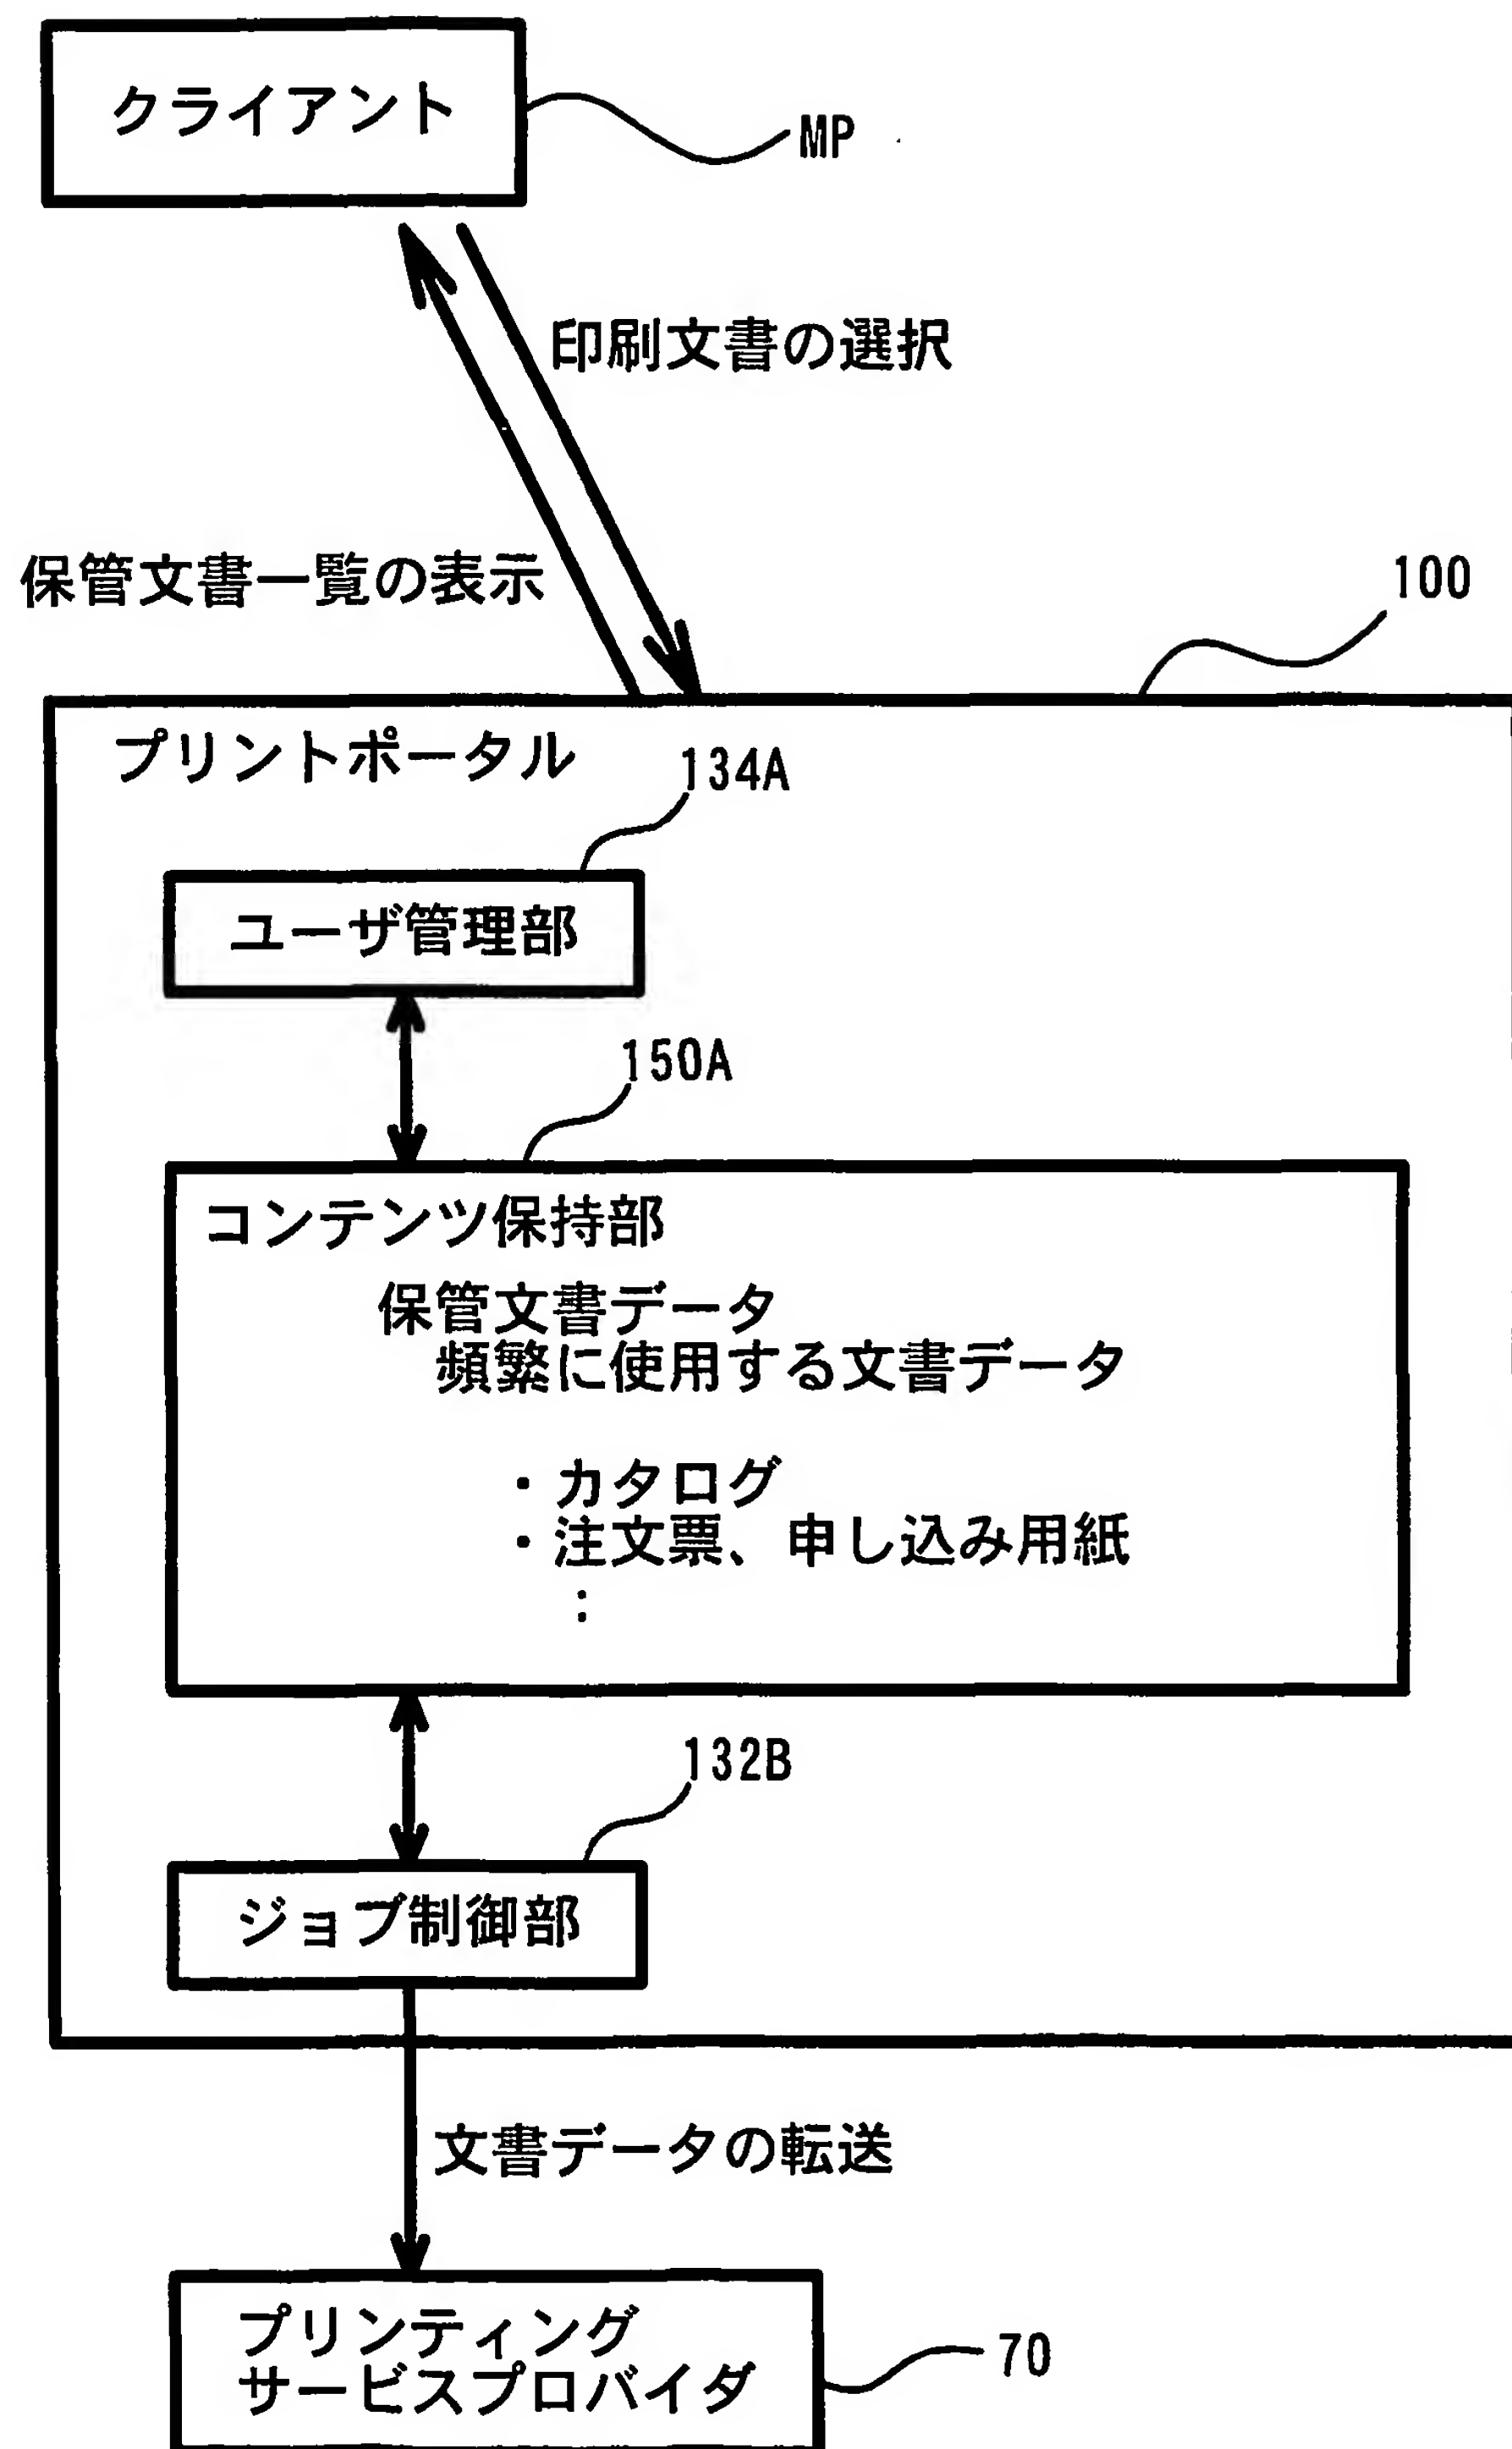 クライアント
MP
印刷文書の選択
保管文書一覧の表示
100
プリントポータル
134A
ユーザ管理部
150A
コンテンツ保持部
保管文書データ
頻繁に使用する文書データ
・カタログ
・注文票、申し込み用紙
:
132B
ジョブ制御部
文書データの転送
プリンティング
サービスプロバイダ
70